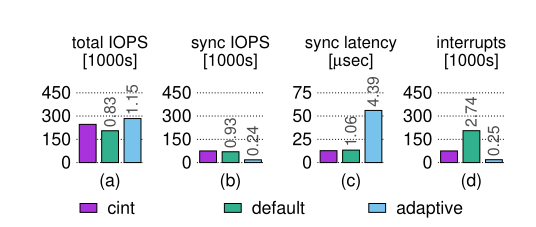 total IOPS
[1000s]
450
300
150
0
0.83
1.15
(a)
sync IOPS
[1000s]
450
300
150
0
0.93
0.24
(b)
sync latency
[µsec]
75
50
25
0
1.06
4.39
(c)
interrupts
[1000s]
450
300
150
0
2.74
0.25
(d)
cint
default
adaptive